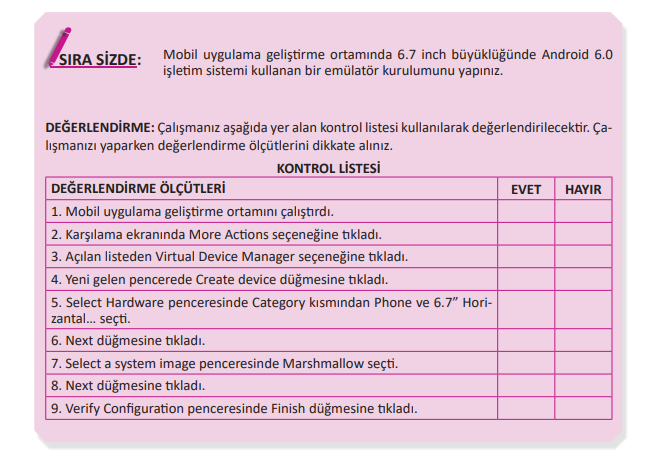 SIRA SİZDE:
Mobil uygulama geliştirme ortamında 6.7 inch büyüklüğünde Android 6.0
işletim sistemi kullanan bir emülatör kurulumunu yapınız.
DEĞERLENDİRME: Çalışmanız aşağıda yer alan kontrol listesi kullanılarak değerlendirilecektir. Ça-
lışmanızı yaparken değerlendirme ölçütlerini dikkate alınız.
KONTROL LİSTESİ
DEĞERLENDİRME ÖLÇÜTLERİ EVET HAYIR
1. Mobil uygulama geliştirme ortamını çalıştırdı.
2. Karşılama ekranında More Actions seçeneğine tıkladı.
3. Açılan listeden Virtual Device Manager seçeneğine tıkladı.
4. Yeni gelen pencerede Create device düğmesine tıkladı.
5. Select Hardware penceresinde Category kısmından Phone ve 6.7” Hori-
zantal... seçti.
6. Next düğmesine tıkladı.
7. Select a system image penceresinde Marshmallow seçti.
8. Next düğmesine tıkladı.
9. Verify Configuration penceresinde Finish düğmesine tıkladı.